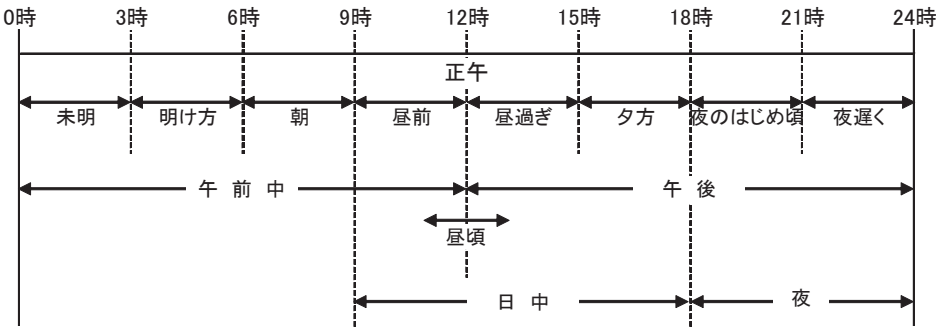 0時 3時 6時 9時 12時 15時 18時 21時 24時
正午
未明 明け方 朝 昼前 昼過ぎ 夕方 夜のはじめ頃 夜遅く
午前中 午後
昼頃
日中 夜